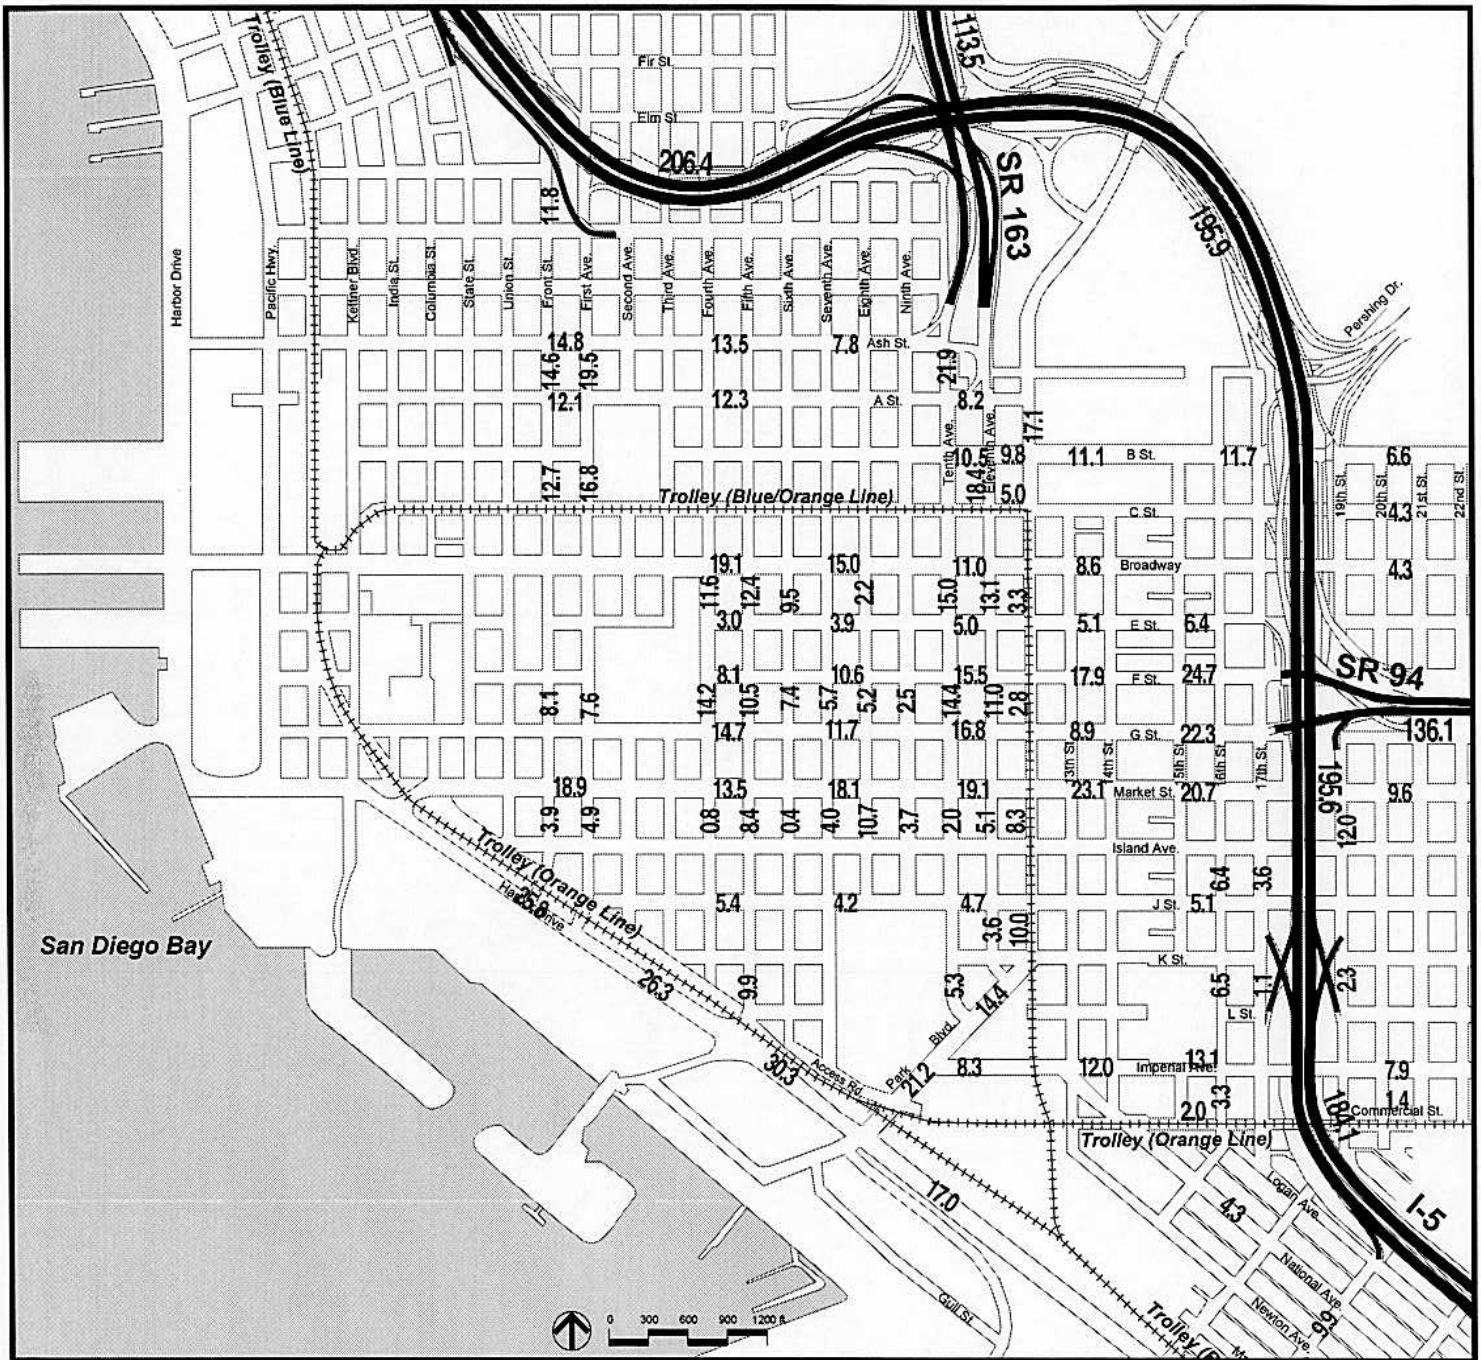 Trolley (Blue Line)
113.5
Fir St.
Elm St
206.4
SR 163
195.9
11.8
Harbor Drive
Pacific Hwy.
Kettner Blvd.
India St.
Columbia St.
State St.
Union St.
Front St.
First Ave.
Second Ave.
Third Ave.
Fourth Ave.
Fifth Ave.
Sixth Ave.
Seventh Ave.
Eighth Ave.
Ninth Ave.
Pershing Dr.
14.8
13.5
7.8
Ash St.
14.6
19.5
21.9
12.1
12.3
A St.
8.2
17.1
Tenth Ave.
Eleventh Ave.
10.5
9.8
11.1
B St.
11.7
6.6
12.7
16.8
18.4
5.0
Trolley (Blue/Orange Line)
19th St.
20th St.
21st St.
22nd St.
C St.
4.3
19.1
15.0
11.0
8.6
Broadway
4.3
11.6
12.4
9.5
2.2
15.0
13.1
3.3
3.0
3.9
5.0
5.1
E St.
6.4
8.1
10.6
15.5
17.9
F St.
24.7
SR 94
8.1
7.6
14.2
10.5
7.4
5.7
5.2
2.5
14.4
11.0
2.8
14.7
11.7
16.8
8.9
G St.
22.3
136.1
13th St
14th St
15th St
16th St
17th St.
18.9
13.5
18.1
19.1
23.1
Market St.
20.7
195.6
9.6
3.9
4.9
0.8
8.4
0.4
4.0
10.7
3.7
2.0
5.1
8.3
12.0
Trolley (Orange Line)
Island Ave.
6.4
3.6
25.8
5.4
4.2
4.7
J St.
5.1
3.6
10.0
San Diego Bay
K St.
26.3
9.9
5.3
14.4
6.5
1.1
2.3
L St.
Park Blvd.
30.3
Access Rd.
21.2
8.3
12.0
Imperial Ave.
13.1
7.9
3.3
1.4
2.0
184.1
Commercial St.
Trolley (Orange Line)
17.0
Logan Ave.
4.3
I-5
National Ave.
Newton Ave.
Gull St.
0 300 600 900 1200 ft